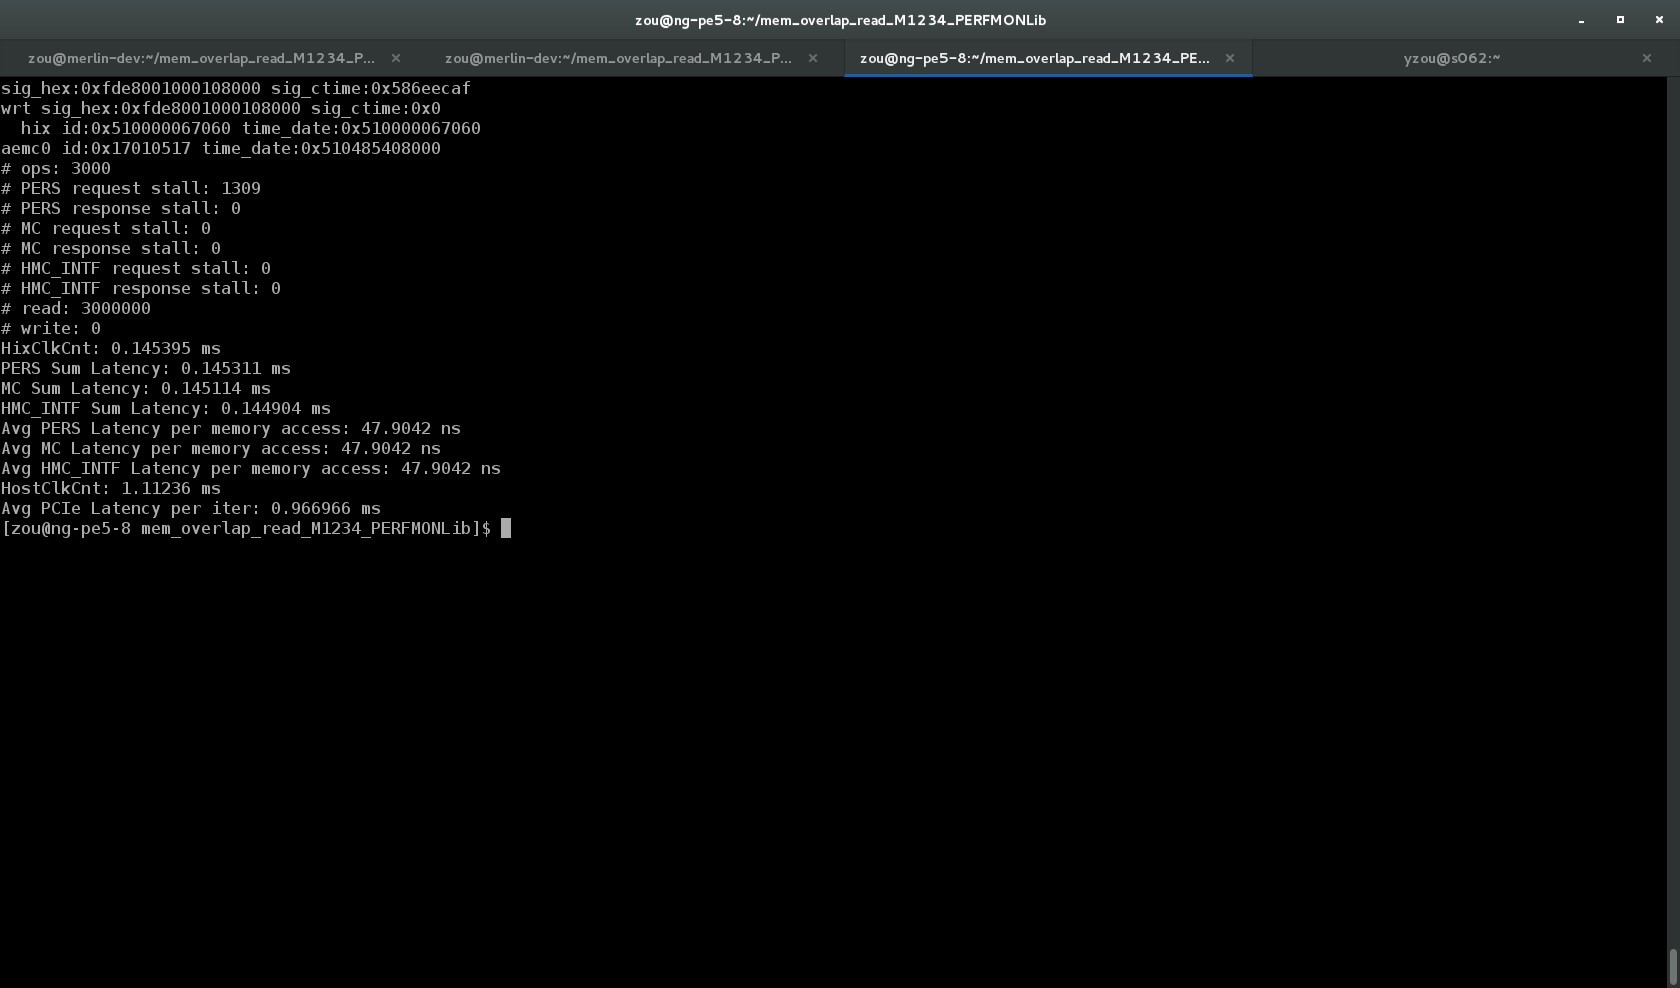 zou@ng-pe5-8:~/mem_overlap_read_M1234_PERFMONLib
zou@merlin-dev:~/mem_overlap_read_M1234_P...
zou@merlin-dev:~/mem_overlap_read_M1234_P...
zou@ng-pe5-8:~/mem_overlap_read_M1234_PE...
yzou@s062:~
sig_hex:0xfde8001000108000 sig_ctime:0x586eecaf
wrt sig_hex:0xfde8001000108000 sig_ctime:0x0
  hix id:0x510000067060 time_date:0x510000067060
aemc0 id:0x17010517 time_date:0x510485408000
# ops: 3000
# PERS request stall: 1309
# PERS response stall: 0
# MC request stall: 0
# MC response stall: 0
# HMC_INTF request stall: 0
# HMC_INTF response stall: 0
# read: 3000000
# write: 0
HixClkCnt: 0.145395 ms
PERS Sum Latency: 0.145311 ms
MC Sum Latency: 0.145114 ms
HMC_INTF Sum Latency: 0.144904 ms
Avg PERS Latency per memory access: 47.9042 ns
Avg MC Latency per memory access: 47.9042 ns
Avg HMC_INTF Latency per memory access: 47.9042 ns
HostClkCnt: 1.11236 ms
Avg PCIe Latency per iter: 0.966966 ms
[zou@ng-pe5-8 mem_overlap_read_M1234_PERFMONLib]$